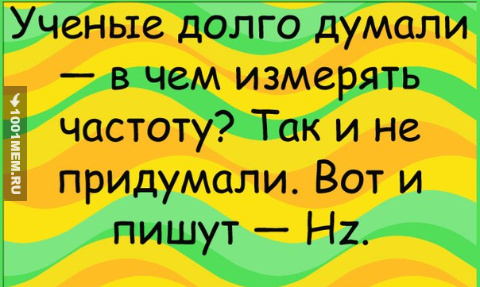 Ученые долго думали
— в чем измерять
частоту? Так и не
придумали. Вот и
пишут — Hz.
1001MEM.RU